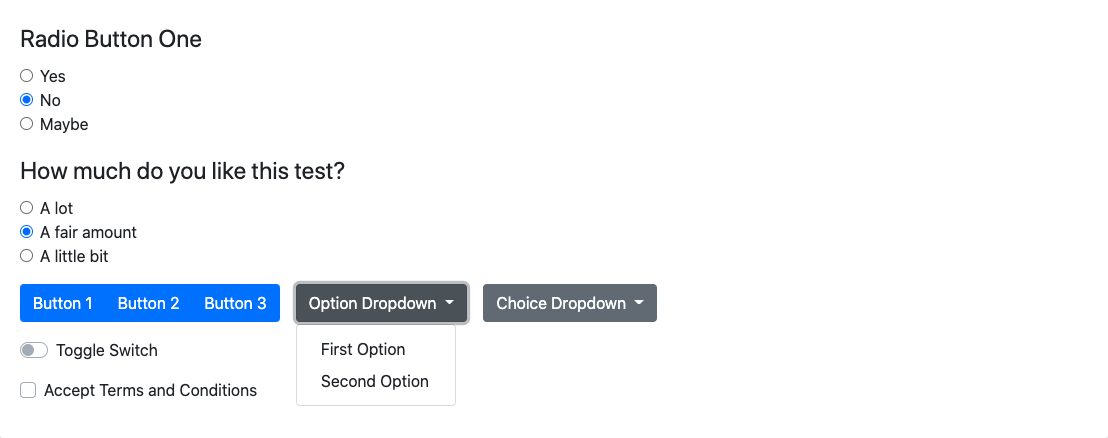 Radio Button One
Yes
No
Maybe
How much do you like this test?
A lot
A fair amount
A little bit
Button 1 Button 2 Button 3 Option Dropdown Choice Dropdown
Toggle Switch
First Option
Second Option
Accept Terms and Conditions